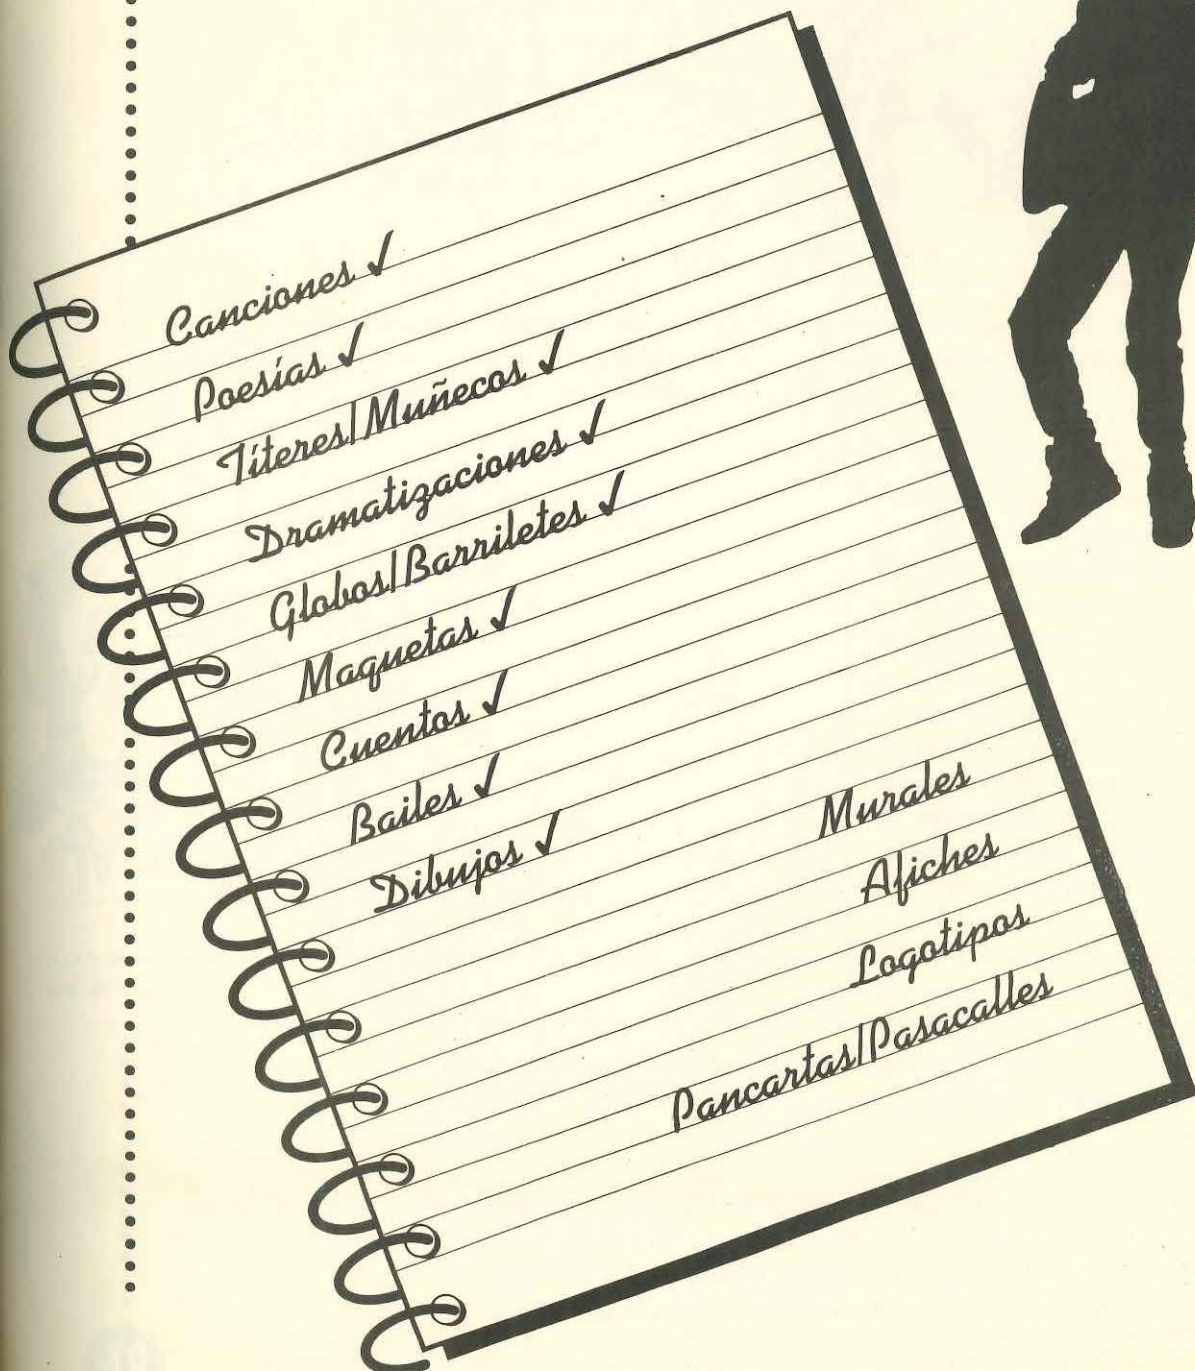 Canciones ✓
Poesías ✓
Títeres/Muñecos ✓
Dramatizaciones ✓
Globos/Barriletes ✓
Maquetas ✓
Cuentos ✓
Bailes ✓
Dibujos ✓
Murales
Afiches
Logotipos
Pancartas/Pasacalles